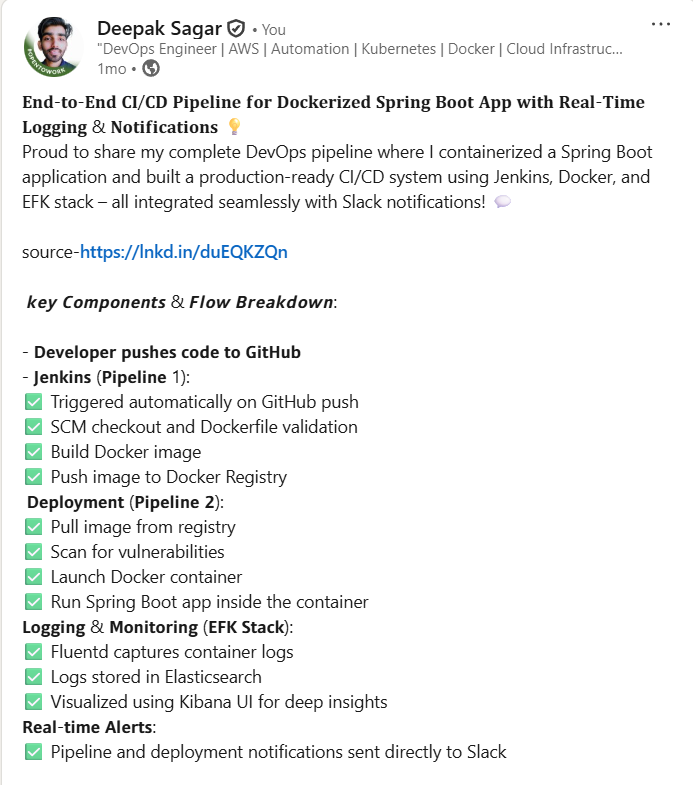 Deepak Sagar • You
"DevOps Engineer | AWS | Automation | Kubernetes | Docker | Cloud Infrastruc...
1mo •
#OPENTOWORK
End-to-End CI/CD Pipeline for Dockerized Spring Boot App with Real-Time
Logging & Notifications 💡
Proud to share my complete DevOps pipeline where I containerized a Spring Boot
application and built a production-ready CI/CD system using Jenkins, Docker, and
EFK stack – all integrated seamlessly with Slack notifications! 💬
source-https://lnkd.in/duEQKZQn
key Components & Flow Breakdown:
- Developer pushes code to GitHub
- Jenkins (Pipeline 1):
✅ Triggered automatically on GitHub push
✅ SCM checkout and Dockerfile validation
✅ Build Docker image
✅ Push image to Docker Registry
Deployment (Pipeline 2):
✅ Pull image from registry
✅ Scan for vulnerabilities
✅ Launch Docker container
✅ Run Spring Boot app inside the container
Logging & Monitoring (EFK Stack):
✅ Fluentd captures container logs
✅ Logs stored in Elasticsearch
✅ Visualized using Kibana UI for deep insights
Real-time Alerts:
✅ Pipeline and deployment notifications sent directly to Slack